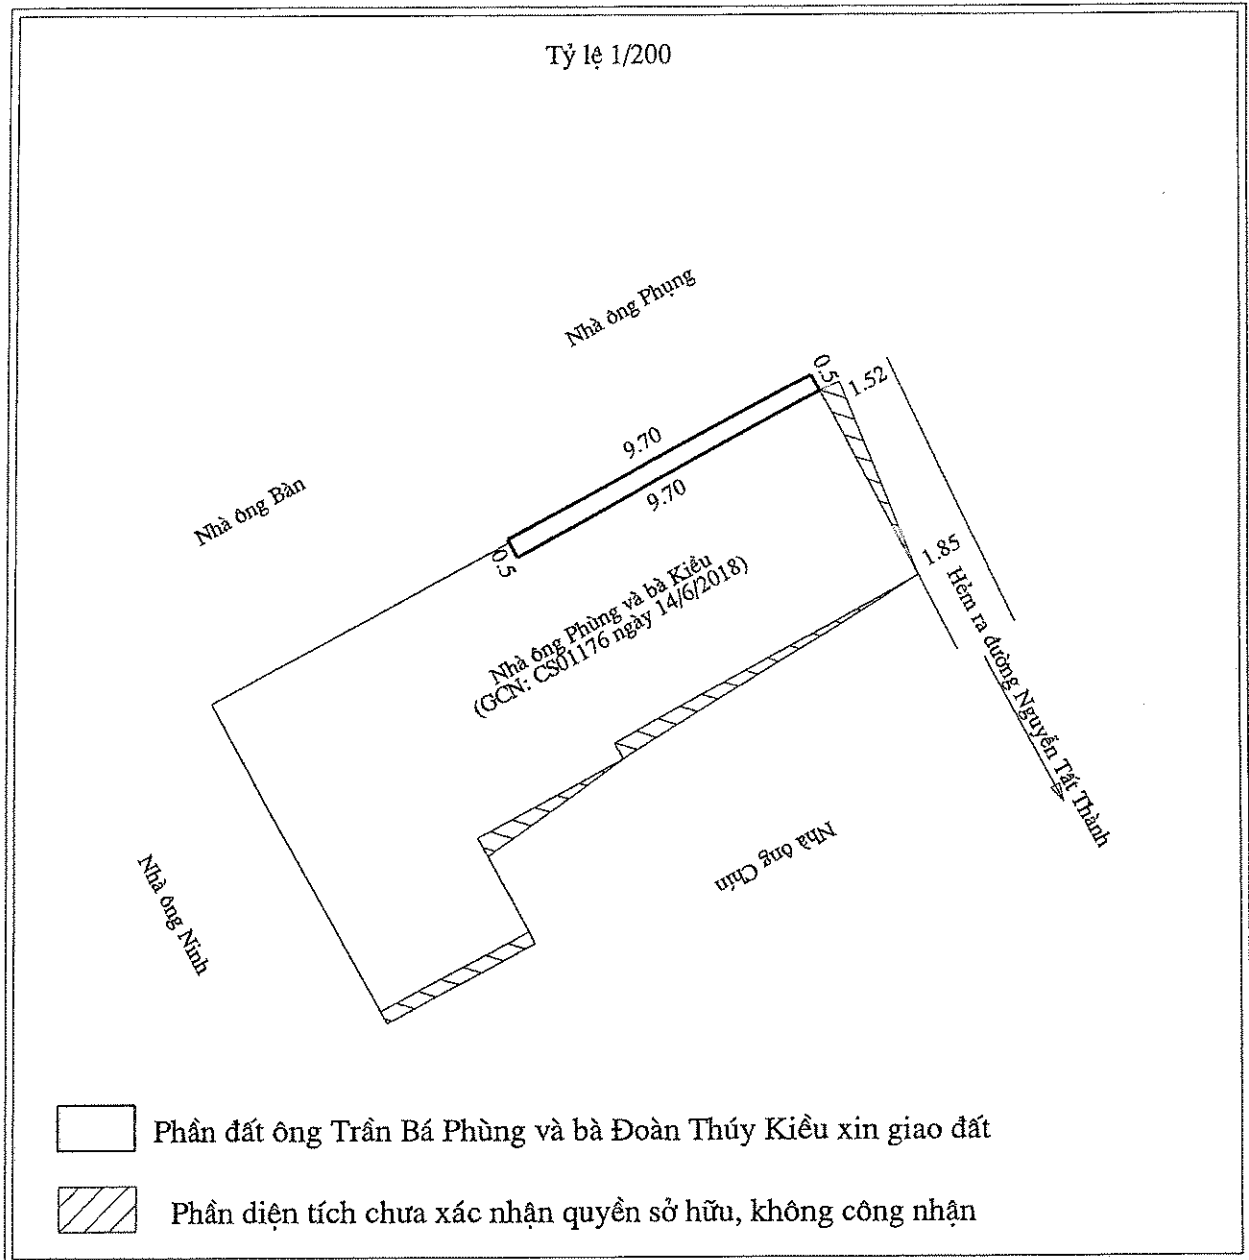 Tỷ lệ 1/200
Nhà ông Phụng
0.5
1.52
9.70
9.70
Nhà ông Bàn
0.5
1.85
Nhà ông Phùng và bà Kiều
(GCN: CS01176 ngày 14/6/2018)
Hẻm ra đường Nguyễn Tất Thành
Nhà ông Chín
Nhà ông Ninh
Phần đất ông Trần Bá Phùng và bà Đoàn Thúy Kiều xin giao đất
Phần diện tích chưa xác nhận quyền sở hữu, không công nhận